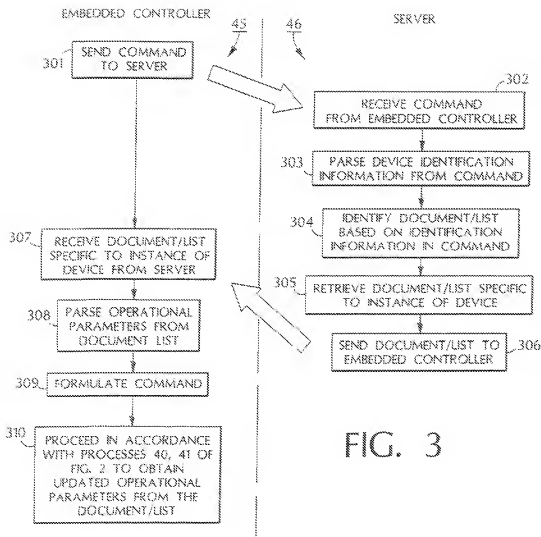 EMBEDDED CONTROLLER
45
46
SERVER
301
SEND COMMAND
TO SERVER
302
RECEIVE COMMAND
FROM EMBEDDED CONTROLLER
303
PARSE DEVICE IDENTIFICATION
INFORMATION FROM COMMAND
304
IDENTIFY DOCUMENT/LIST
BASED ON IDENTIFICATION
INFORMATION IN COMMAND
305
RETRIEVE DOCUMENT/LIST SPECIFIC
TO INSTANCE OF DEVICE
SEND DOCUMENT/LIST TO
EMBEDDED CONTROLLER
306
307
RECEIVE DOCUMENT/LIST
SPECIFIC TO INSTANCE OF
DEVICE FROM SERVER
308
PARSE OPERATIONAL
PARAMETERS FROM
DOCUMENT LIST
309
FORMULATE COMMAND
310
PROCEED IN ACCORDANCE
WITH PROCESSES 40, 41 OF
FIG. 2 TO OBTAIN
UPDATED OPERATIONAL
PARAMETERS FROM THE
DOCUMENT/LIST
FIG. 3